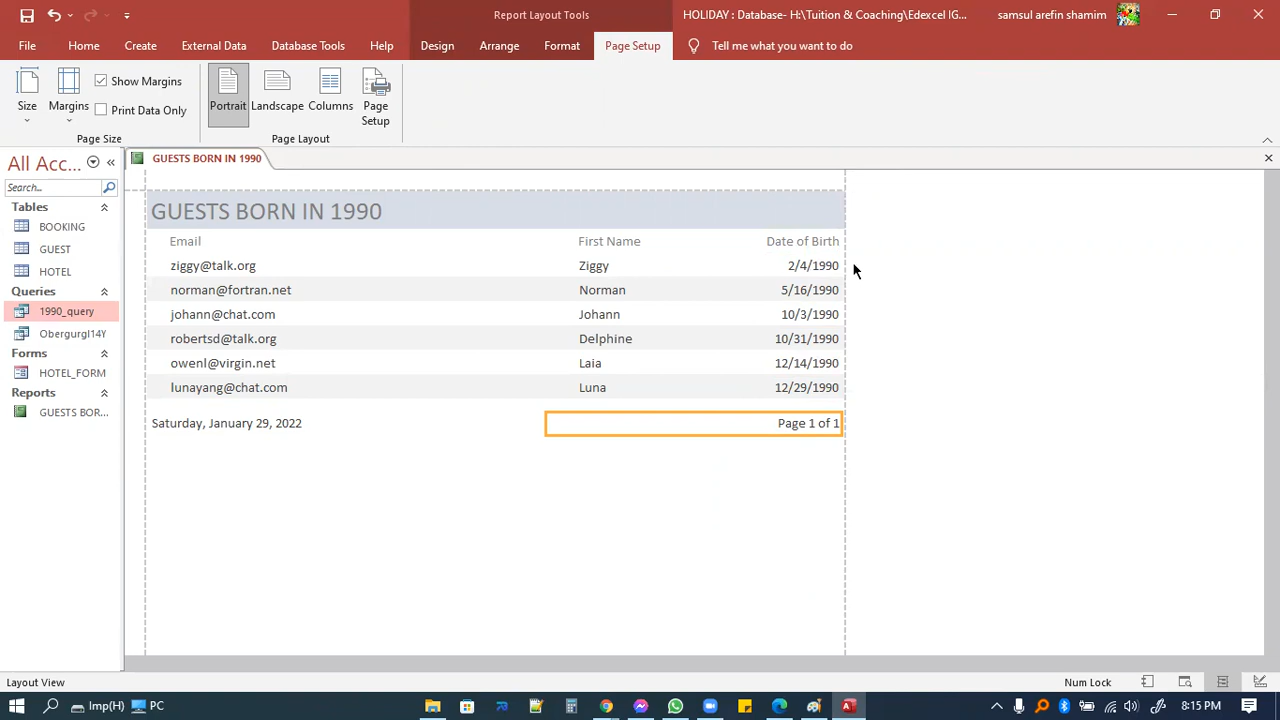 Report Layout Tools
HOLIDAY : Database- H:\Tuition & Coaching\Edexcel IG...
samsul arefin shamim
File
Home
Create
External Data
Database Tools
Help
Design
Arrange
Format
Page Setup
Tell me what you want to do
Size
Margins
Show Margins
Print Data Only
Page Size
Portrait
Landscape
Columns
Page Setup
Page Layout
All Acc...
Search...
Tables
BOOKING
GUEST
HOTEL
Queries
1990_query
Obergurgl14Y
Forms
HOTEL_FORM
Reports
GUESTS BOR...
GUESTS BORN IN 1990
GUESTS BORN IN 1990
Email First Name Date of Birth
ziggy@talk.org Ziggy 2/4/1990
norman@fortran.net Norman 5/16/1990
johann@chat.com Johann 10/3/1990
robertsd@talk.org Delphine 10/31/1990
owenl@virgin.net Laia 12/14/1990
lunayang@chat.com Luna 12/29/1990
Saturday, January 29, 2022 Page 1 of 1
Layout View
Num Lock
Imp(H)
PC
8:15 PM